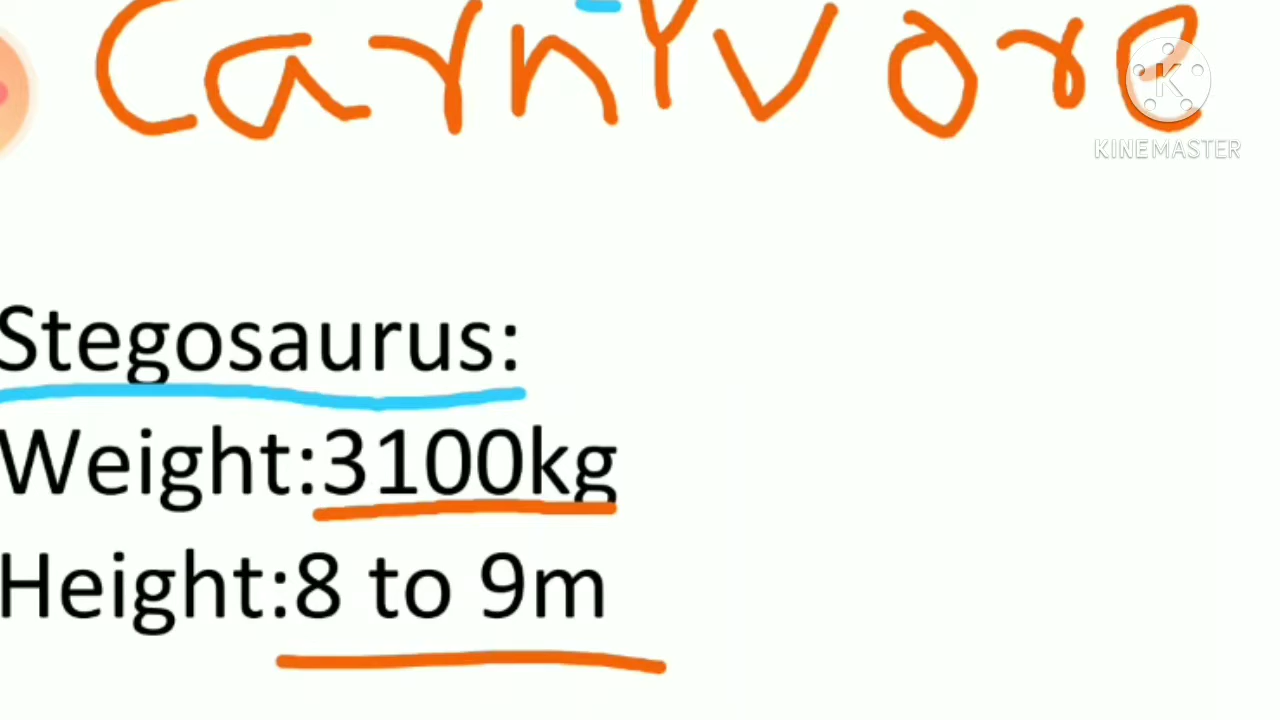 Carnivore
KINEMASTER
Stegosaurus:
Weight:3100kg
Height:8 to 9m